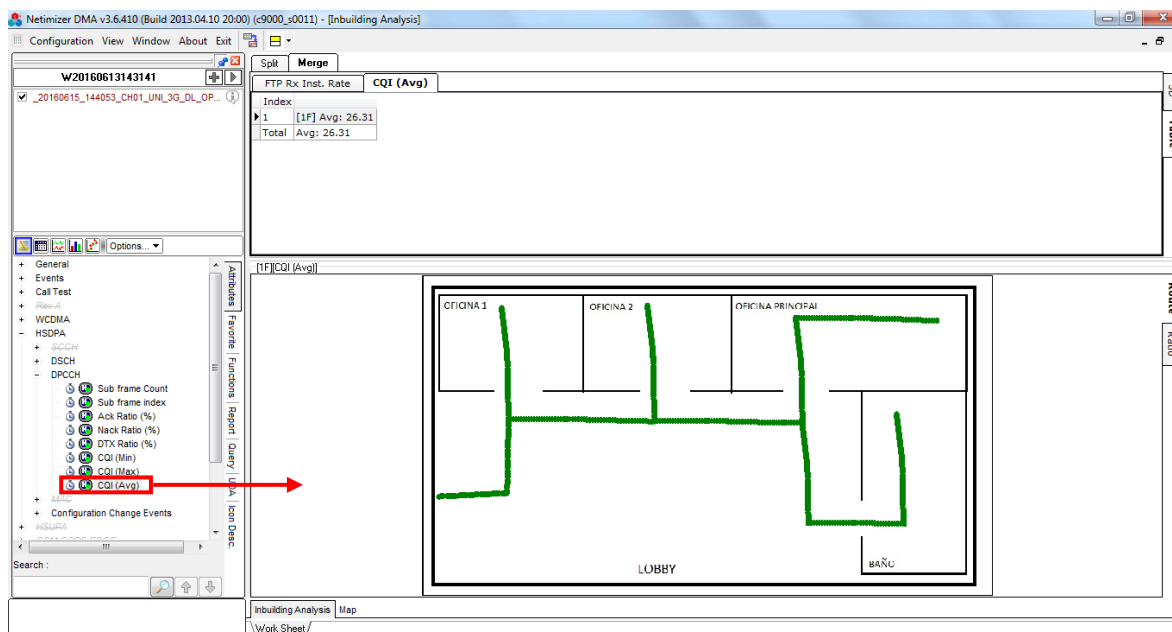 Netimizer DMA v3.6.410 (Build 2013.04.10 20:00) (c9000_s0011) - [Inbuilding Analysis]
Configuration View Window About Exit
W20160613143141
_20160615_144053_CH01_UNI_3G_DL_OP...
Split Merge
FTP Rx Inst. Rate CQI (Avg)
Index
1 [1F] Avg: 26.31
Total Avg: 26.31
3D
Table
Options...
General
Events
Call Test
Rev.A
WCDMA
HSDPA
SCCH
DSCH
DPCCH
Sub frame Count
Sub frame index
Ack Ratio (%)
Nack Ratio (%)
DTX Ratio (%)
CQI (Min)
CQI (Max)
CQI (Avg)
MAC
Configuration Change Events
HSUPA
GSM GPRS EDGE
Search :
Attributes
Favorite
Functions
Report
Query
UDA
Icon Desc.
[1F][CQI (Avg)]
OFICINA 1
OFICINA 2
OFICINA PRINCIPAL
LOBBY
BAÑO
Route
Inbuilding Analysis Map
Work Sheet